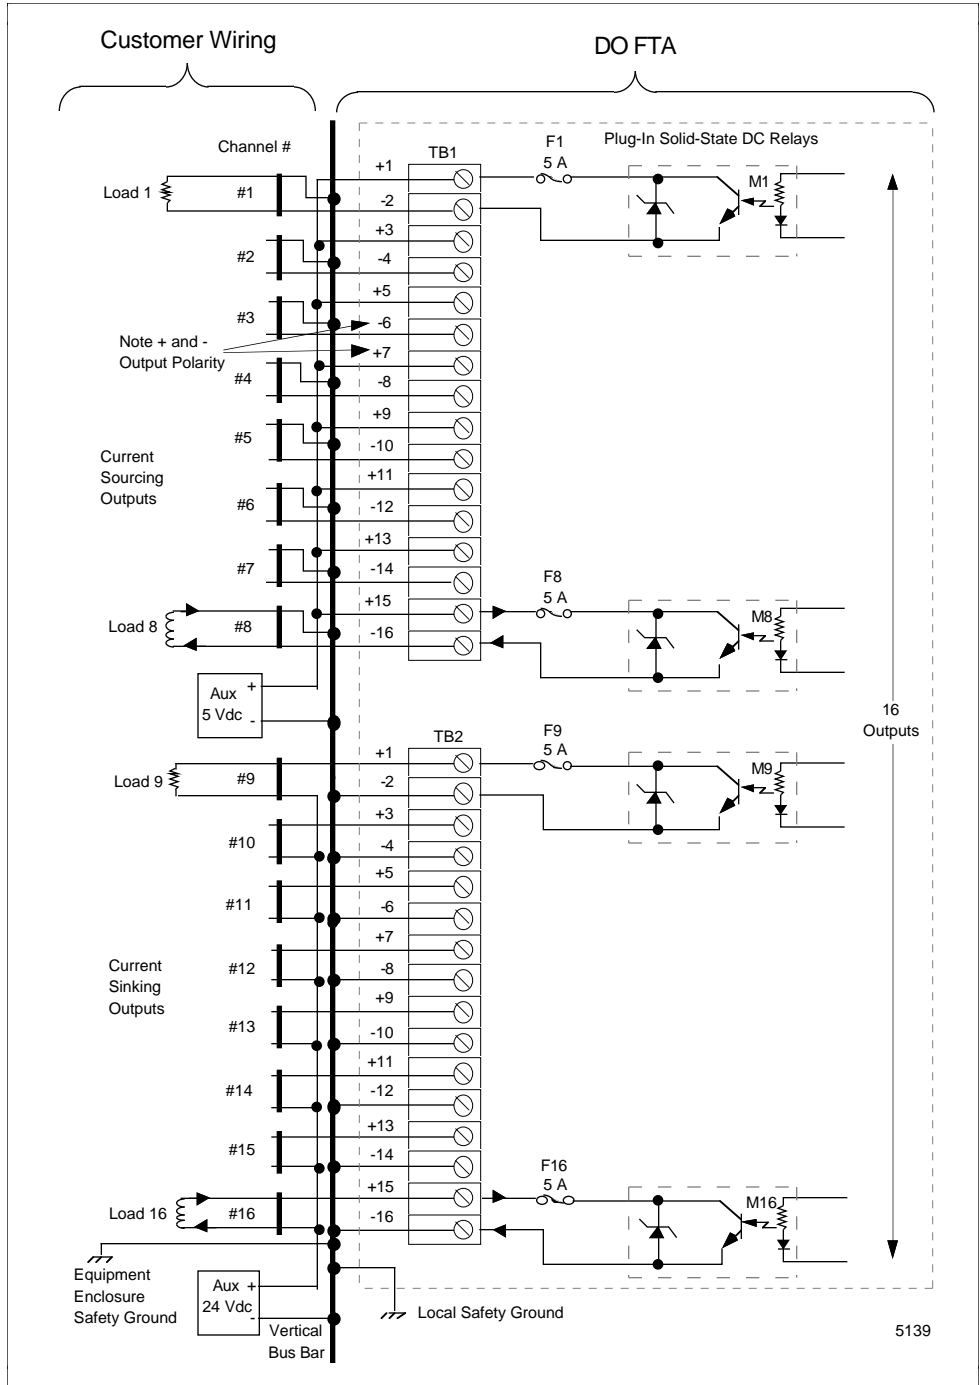 Customer Wiring
DO FTA
Channel #
TB1
F1
5 A
Plug-In Solid-State DC Relays
+1
M1
Load 1
#1
-2
+3
#2
-4
+5
#3
-6
Note + and -
Output Polarity
+7
#4
-8
+9
#5
-10
Current
Sourcing
Outputs
+11
#6
-12
+13
#7
-14
F8
5 A
+15
M8
Load 8
#8
-16
Aux +
5 Vdc -
16
Outputs
TB2
F9
5 A
+1
M9
Load 9
#9
-2
+3
#10
-4
+5
#11
-6
+7
#12
-8
Current
Sinking
Outputs
+9
#13
-10
+11
#14
-12
+13
#15
-14
F16
5 A
+15
M16
Load 16
#16
-16
Equipment
Enclosure
Safety Ground
Aux +
24 Vdc
-
Vertical
Bus Bar
Local Safety Ground
5139